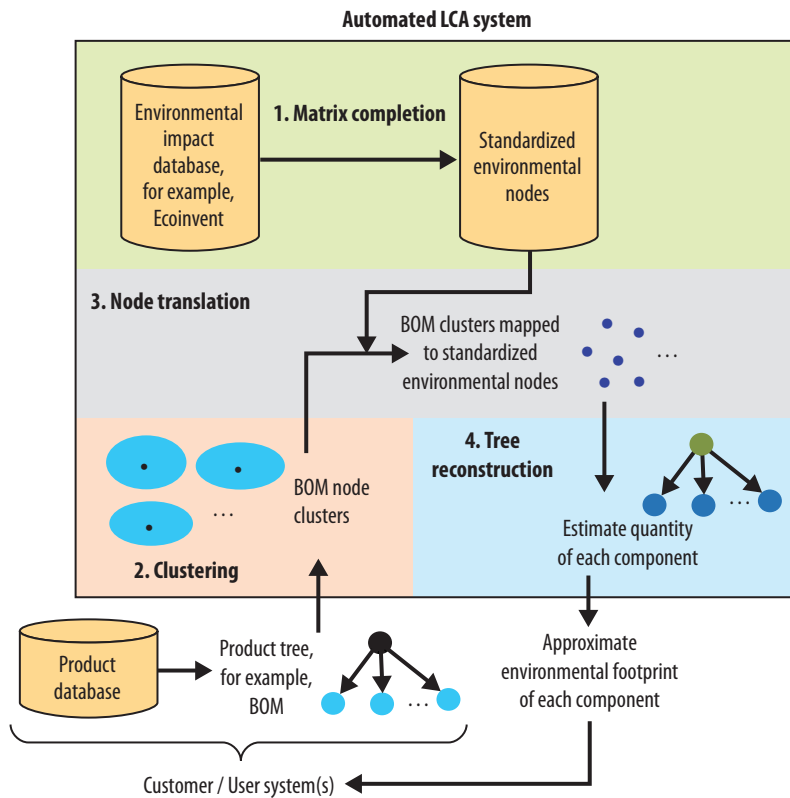 Automated LCA system
Environmental
impact
database,
for example,
Ecoinvent
1. Matrix completion
Standardized
environmental
nodes
3. Node translation
BOM clusters mapped
to standardized
environmental nodes
...
4. Tree
reconstruction
BOM node
clusters
...
2. Clustering
...
Estimate quantity
of each component
Product
database
Product tree,
for example,
BOM
...
Approximate
environmental footprint
of each component
Customer / User system(s)